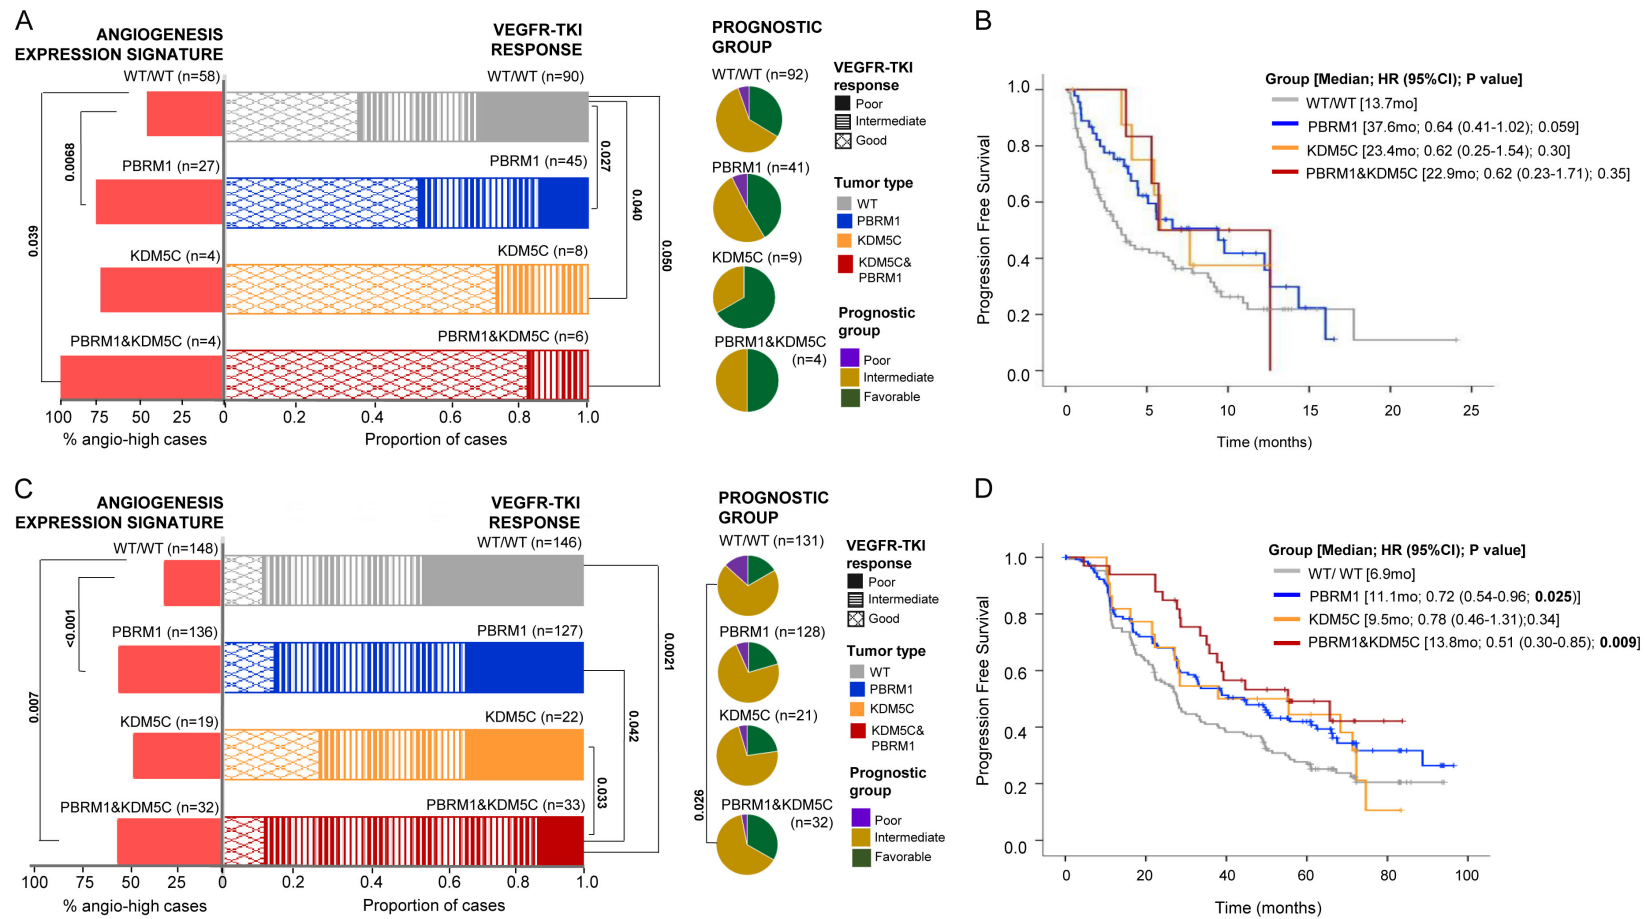 A
ANGIOGENESIS
EXPRESSION SIGNATURE
VEGFR-TKI
RESPONSE
PROGNOSTIC
GROUP
WT/WT (n=58)
WT/WT (n=90)
WT/WT (n=92)
PBRM1 (n=27)
PBRM1 (n=45)
PBRM1 (n=41)
KDM5C (n=4)
KDM5C (n=8)
KDM5C (n=9)
PBRM1&KDM5C (n=4)
PBRM1&KDM5C (n=6)
PBRM1&KDM5C
(n=4)
0.039
0.0068
0.027
0.040
0.050
100 75 50 25 0
0.2 0.4 0.6 0.8 1.0
% angio-high cases
Proportion of cases
VEGFR-TKI
response
Poor
Intermediate
Good
Tumor type
WT
PBRM1
KDM5C
KDM5C&
PBRM1
Prognostic
group
Poor
Intermediate
Favorable
B
Progression Free Survival
1.0
0.8
0.6
0.4
0.2
0.0
0 5 10 15 20 25
Time (months)
Group [Median; HR (95%CI); P value]
WT/WT [13.7mo]
PBRM1 [37.6mo; 0.64 (0.41-1.02); 0.059]
KDM5C [23.4mo; 0.62 (0.25-1.54); 0.30]
PBRM1&KDM5C [22.9mo; 0.62 (0.23-1.71); 0.35]
C
ANGIOGENESIS
EXPRESSION SIGNATURE
VEGFR-TKI
RESPONSE
PROGNOSTIC
GROUP
WT/WT (n=148)
WT/WT (n=146)
WT/WT (n=131)
PBRM1 (n=136)
PBRM1 (n=127)
PBRM1 (n=128)
KDM5C (n=19)
KDM5C (n=22)
KDM5C (n=21)
PBRM1&KDM5C (n=32)
PBRM1&KDM5C (n=33)
PBRM1&KDM5C
(n=32)
0.007
<0.001
0.033
0.042
0.0021
0.026
100 75 50 25 0
0.2 0.4 0.6 0.8 1.0
% angio-high cases
Proportion of cases
VEGFR-TKI
response
Poor
Intermediate
Good
Tumor type
WT
PBRM1
KDM5C
KDM5C&
PBRM1
Prognostic
group
Poor
Intermediate
Favorable
D
Progression Free Survival
1.0
0.8
0.6
0.4
0.2
0.0
0 20 40 60 80 100
Time (months)
Group [Median; HR (95%CI); P value]
WT/ WT [6.9mo]
PBRM1 [11.1mo; 0.72 (0.54-0.96; 0.025)]
KDM5C [9.5mo; 0.78 (0.46-1.31);0.34]
PBRM1&KDM5C [13.8mo; 0.51 (0.30-0.85); 0.009]